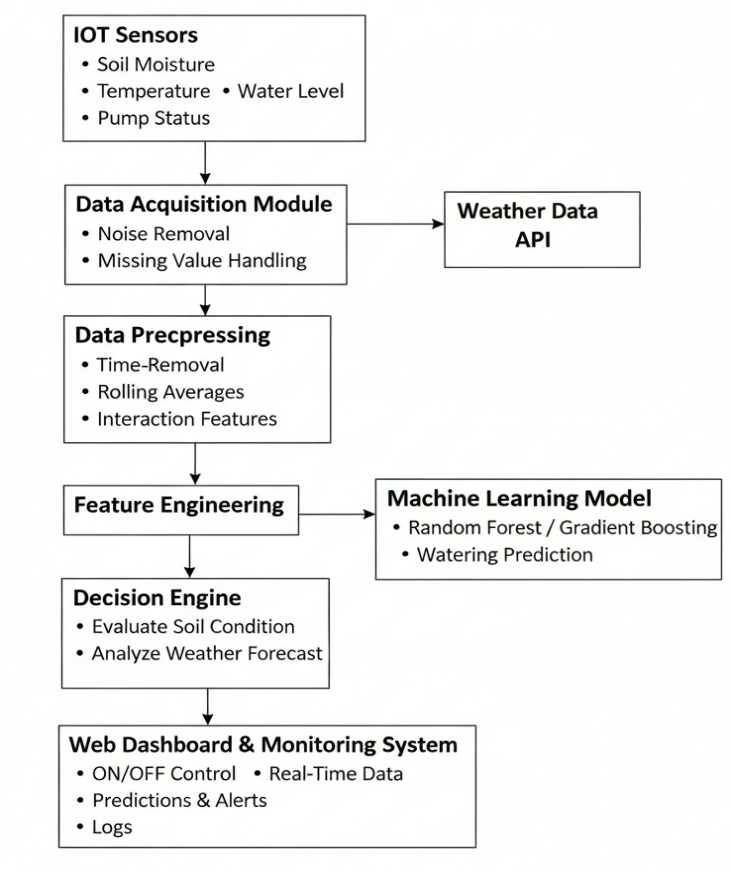 IOT Sensors
• Soil Moisture
• Temperature • Water Level
• Pump Status
Data Acquisition Module
• Noise Removal
• Missing Value Handling
Weather Data
API
Data Precpressing
• Time-Removal
• Rolling Averages
• Interaction Features
Feature Engineering
Machine Learning Model
• Random Forest / Gradient Boosting
• Watering Prediction
Decision Engine
• Evaluate Soil Condition
• Analyze Weather Forecast
Web Dashboard & Monitoring System
• ON/OFF Control • Real-Time Data
• Predictions & Alerts
• Logs